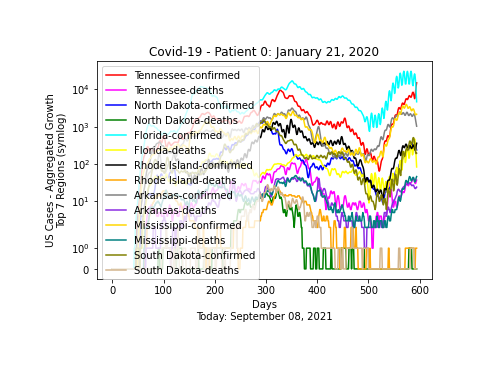 Covid-19 - Patient 0: January 21, 2020
US Cases - Aggregated Growth
Top 7 Regions (symlog)
10⁴
10³
10²
10¹
10⁰
0
Tennessee-confirmed
Tennessee-deaths
North Dakota-confirmed
North Dakota-deaths
Florida-confirmed
Florida-deaths
Rhode Island-confirmed
Rhode Island-deaths
Arkansas-confirmed
Arkansas-deaths
Mississippi-confirmed
Mississippi-deaths
South Dakota-confirmed
South Dakota-deaths
0 100 200 300 400 500 600
Days
Today: September 08, 2021